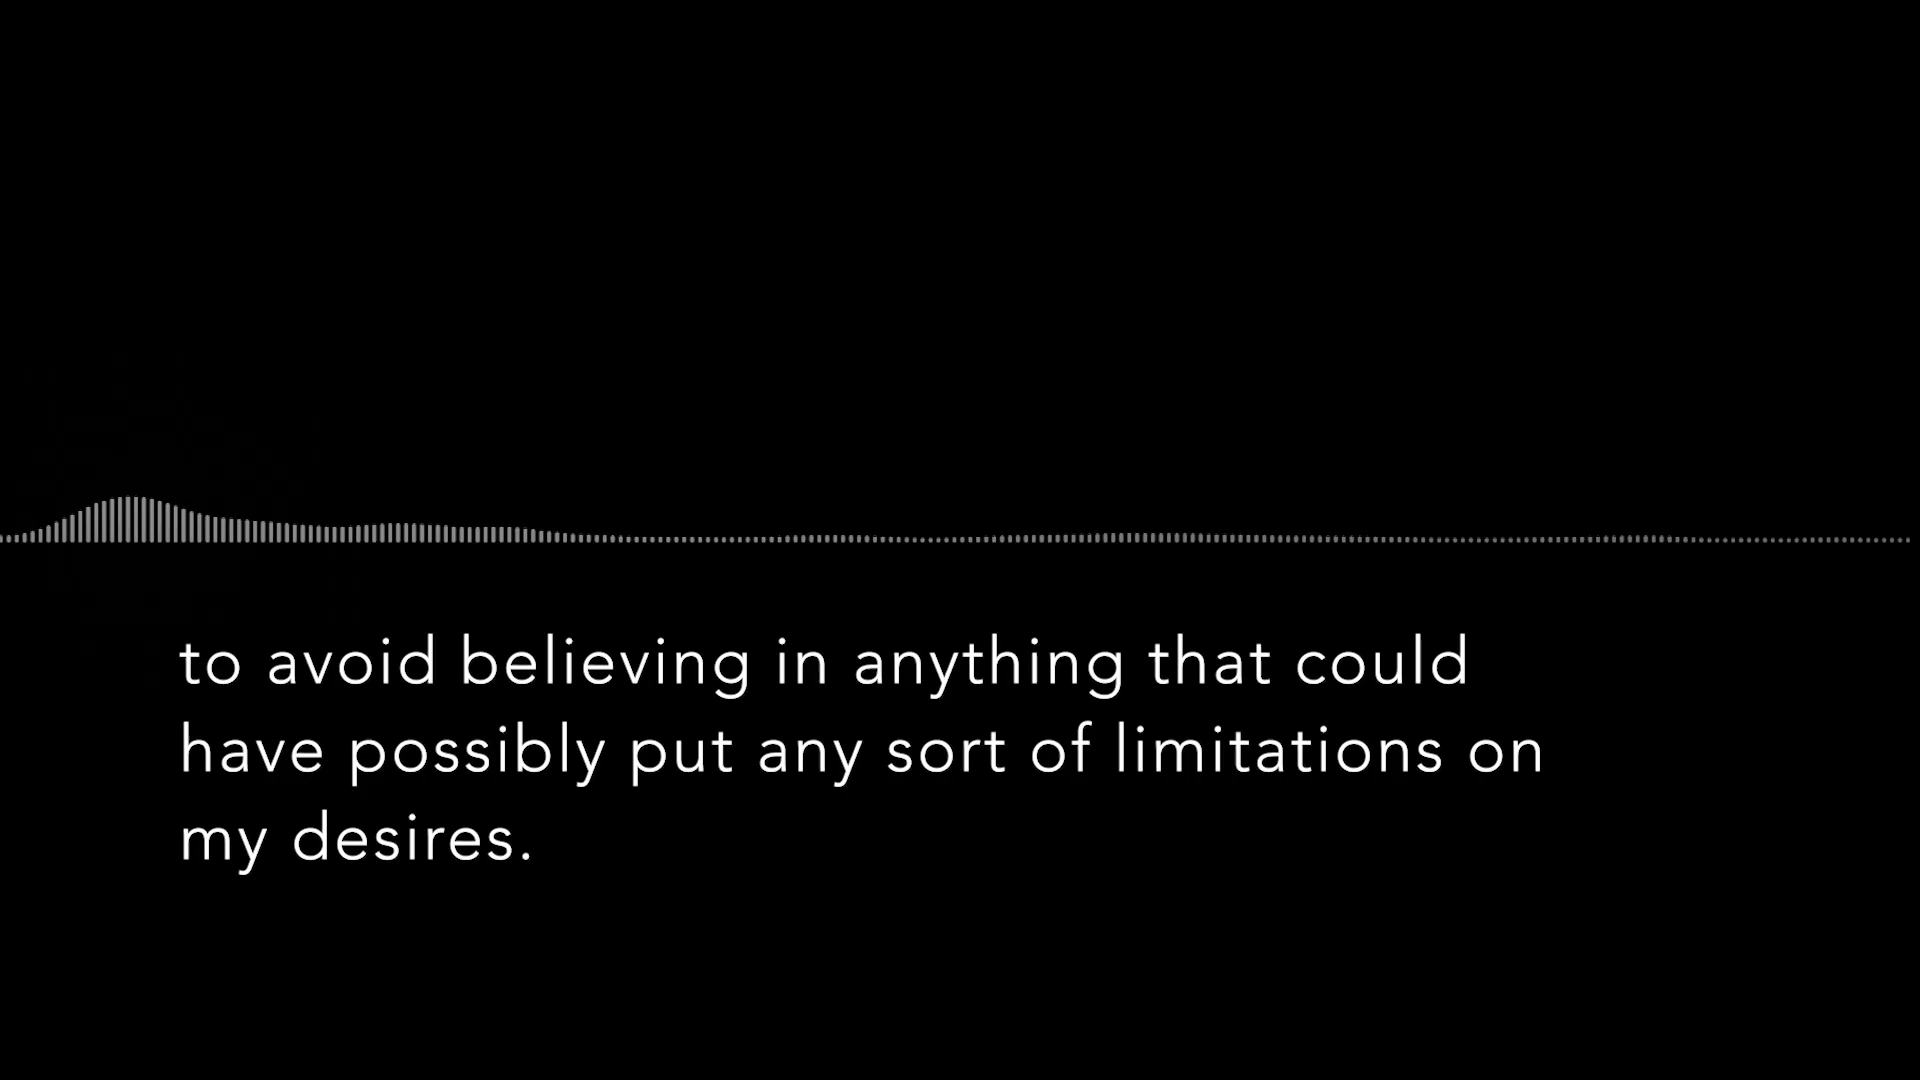 to avoid believing in anything that could
have possibly put any sort of limitations on
my desires.